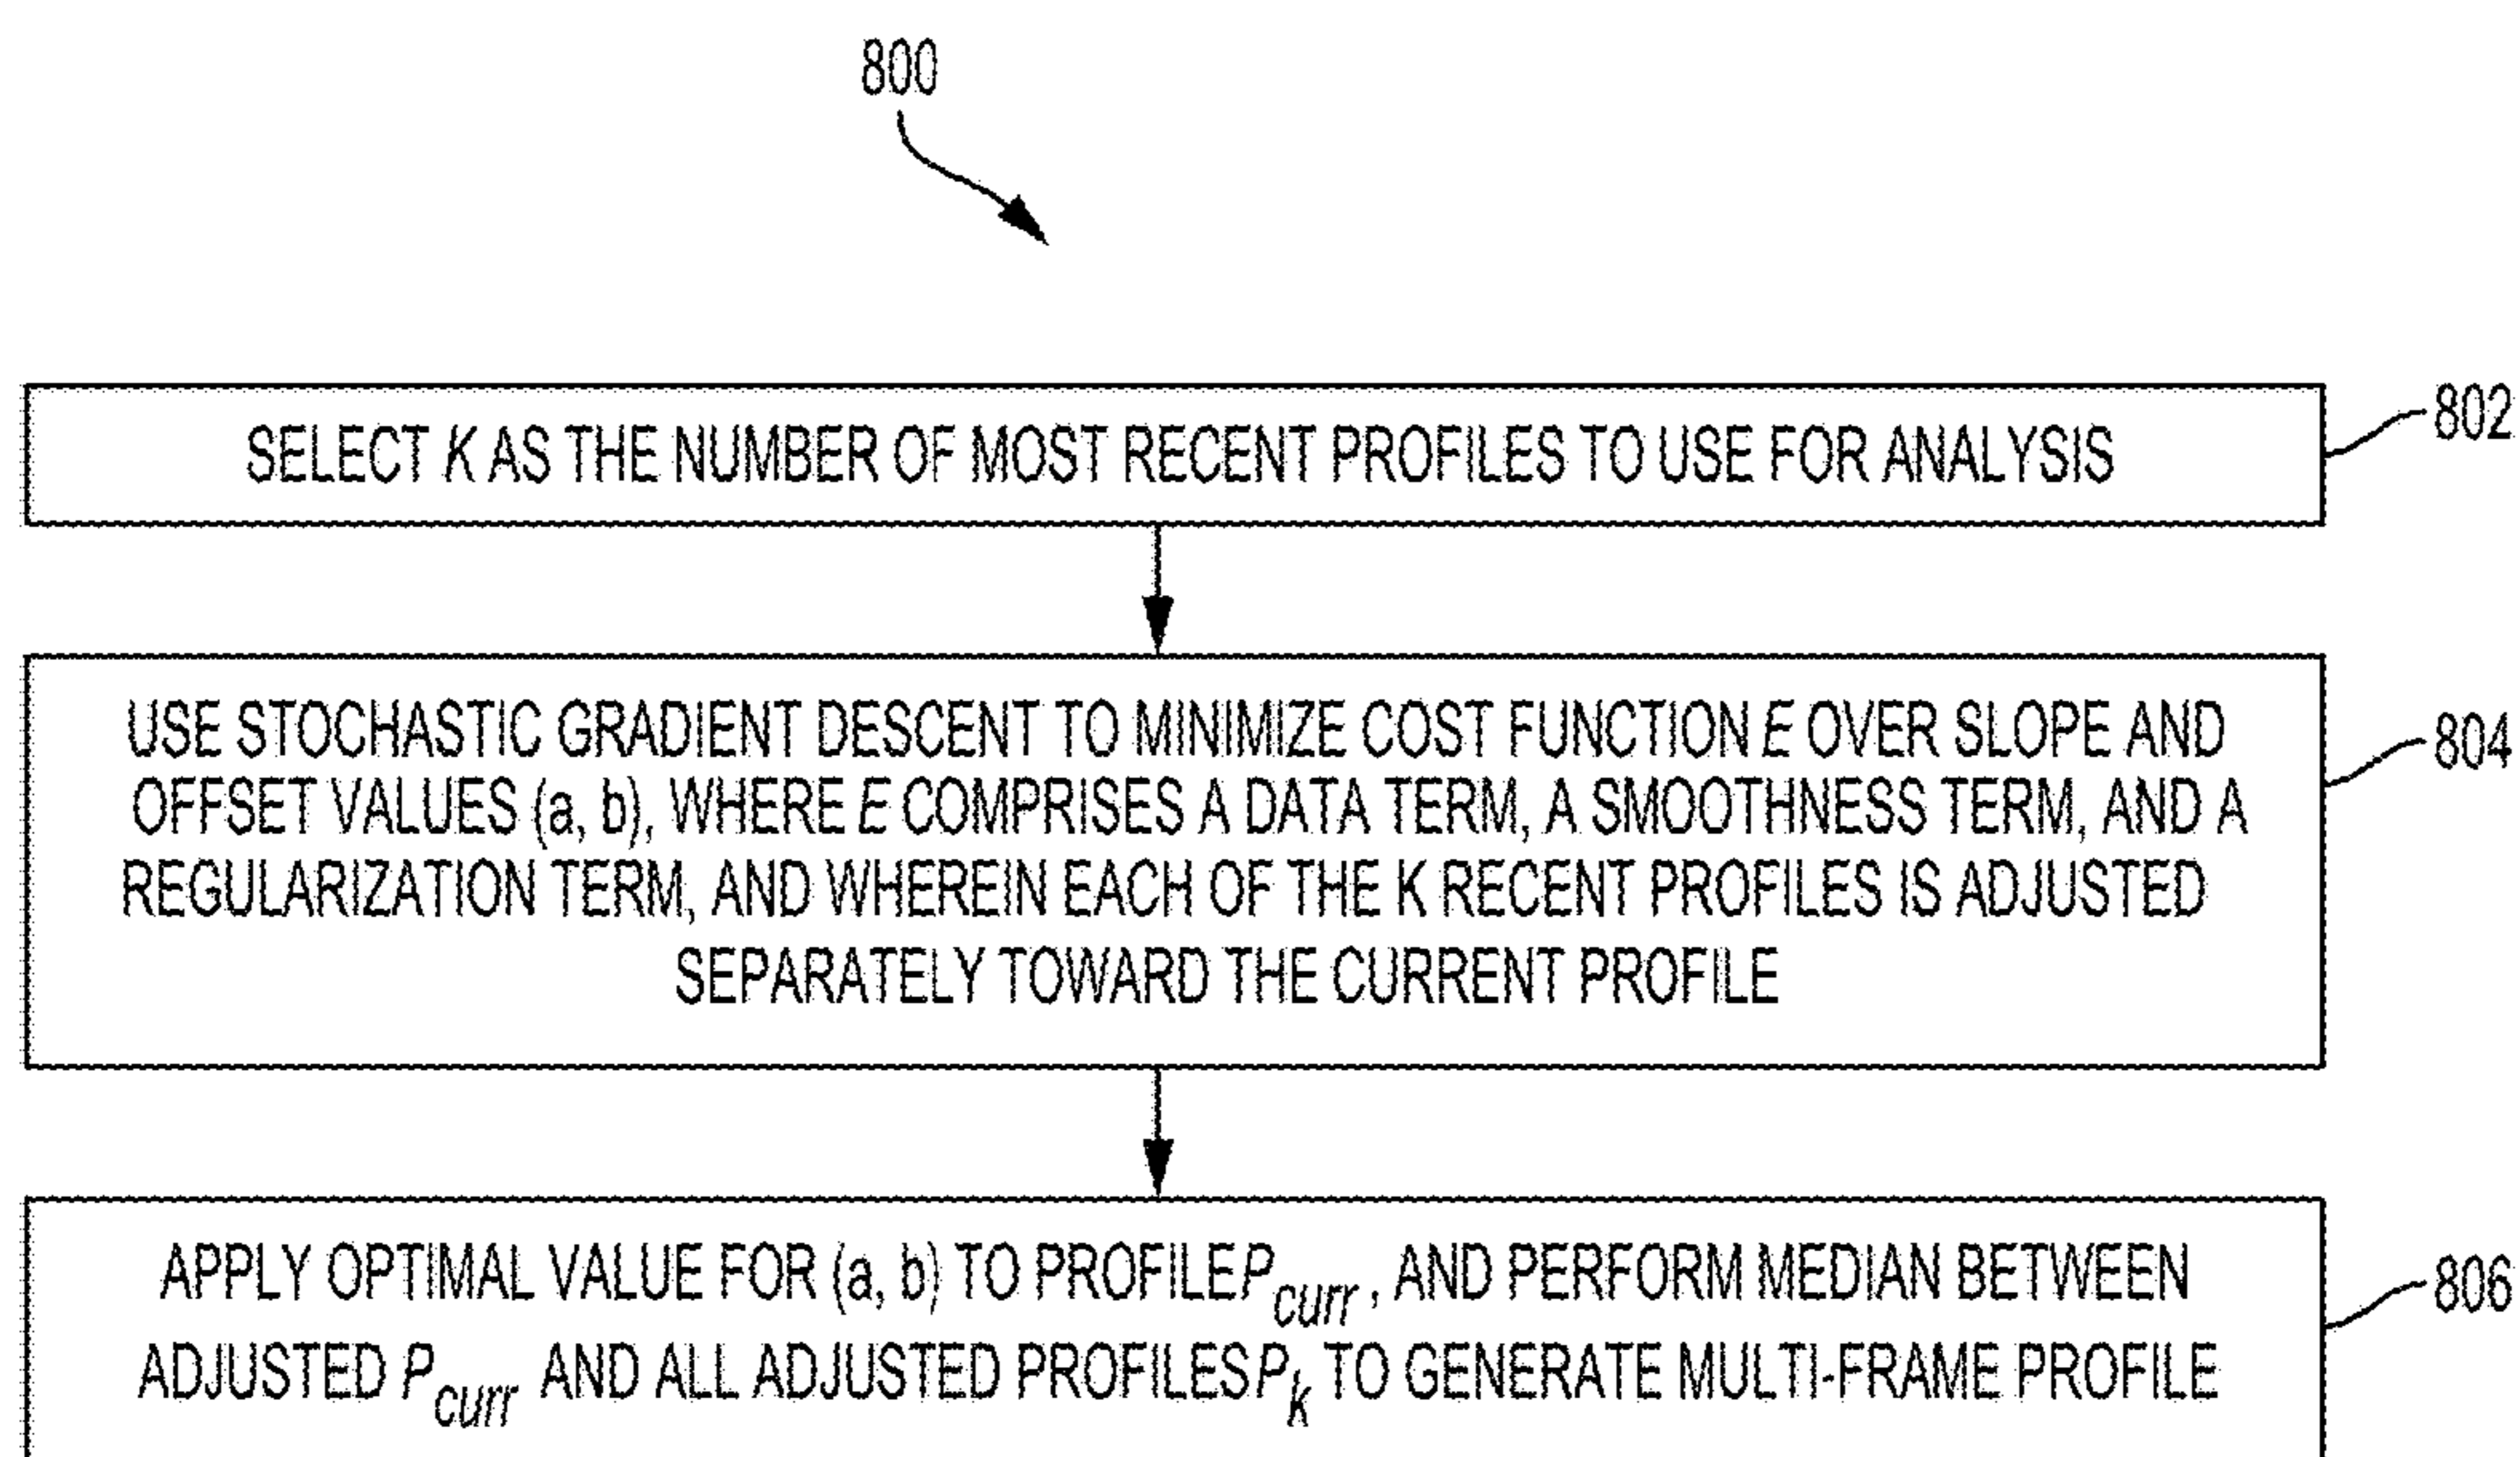 800
SELECT K AS THE NUMBER OF MOST RECENT PROFILES TO USE FOR ANALYSIS
802
USE STOCHASTIC GRADIENT DESCENT TO MINIMIZE COST FUNCTION E OVER SLOPE AND
OFFSET VALUES (a, b), WHERE E COMPRISES A DATA TERM, A SMOOTHNESS TERM, AND A
REGULARIZATION TERM, AND WHEREIN EACH OF THE K RECENT PROFILES IS ADJUSTED
SEPARATELY TOWARD THE CURRENT PROFILE
804
APPLY OPTIMAL VALUE FOR (a, b) TO PROFILE Pcurr, AND PERFORM MEDIAN BETWEEN
ADJUSTED Pcurr AND ALL ADJUSTED PROFILES Pk TO GENERATE MULTI-FRAME PROFILE
806